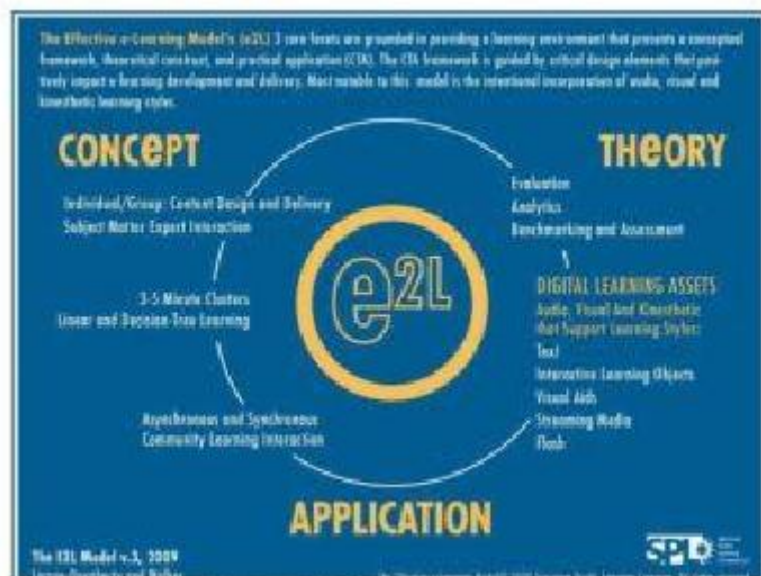 The Effective e-Learning Model's (e2L) 3 core facets are grounded in providing a learning environment that presents a conceptual
framework, theoretical construct, and practical application (CTA). The CTA framework is guided by critical design elements that posi-
tively impact e-learning development and delivery. Most notable to this model is the intentional incorporation of audio, visual and
kinesthetic learning styles.
CONCePT
THeORY
Individual/Group: Content Design and Delivery
Subject Matter Expert Interaction
Evaluation
Analytics
Benchmarking and Assessment
e2L
3-5 Minute Clusters
Linear and Decision Tree Learning
DIGITAL LEARNING ASSETS
Audio, Visual And Kinesthetic
that Support Learning Styles:
Text
Interactive Learning Objects
Visual Aids
Streaming Media
Flash
Asynchronous and Synchronous
Community Learning Interaction
APPLICATION
The E2L Model v.3, 2009
SPL